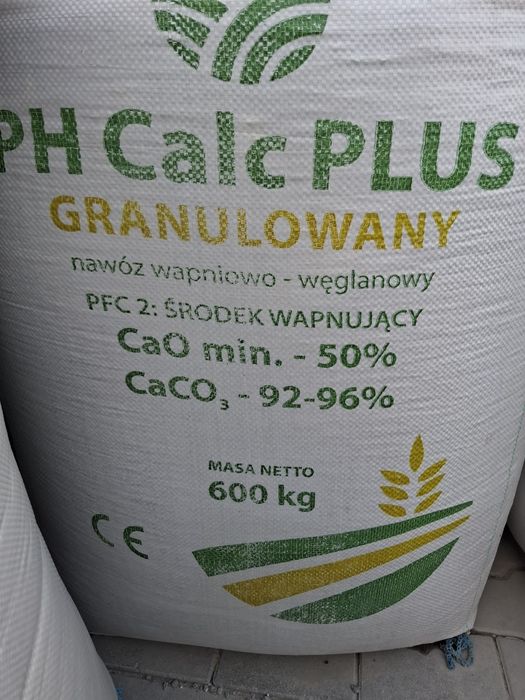 PH Calc PLUS
GRANULOWANY
nawóz wapniowo - węglanowy
PFC 2: ŚRODEK WAPNUJĄCY
CaO min. - 50%
CaCO₃ - 92-96%
MASA NETTO
600 kg
CE